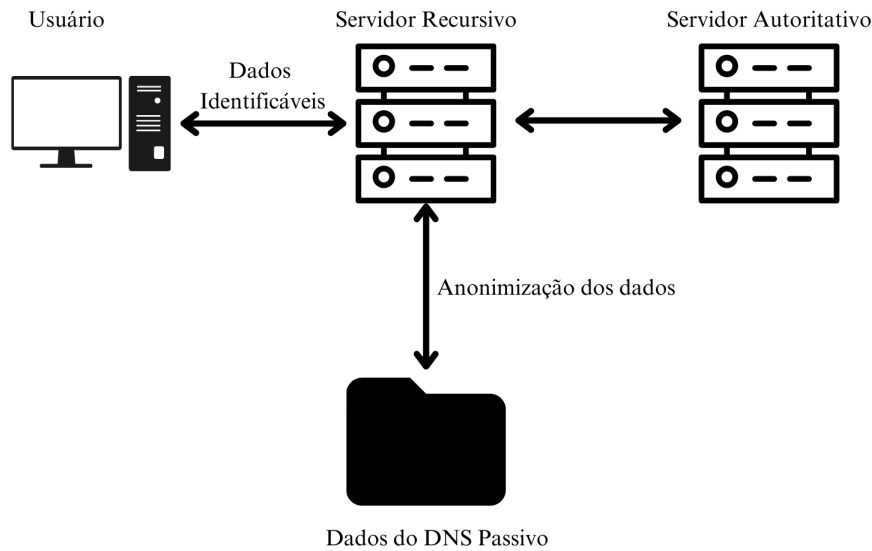 Usuário
Servidor Recursivo
Servidor Autoritativo
Dados
Identificáveis
Anonimização dos dados
Dados do DNS Passivo